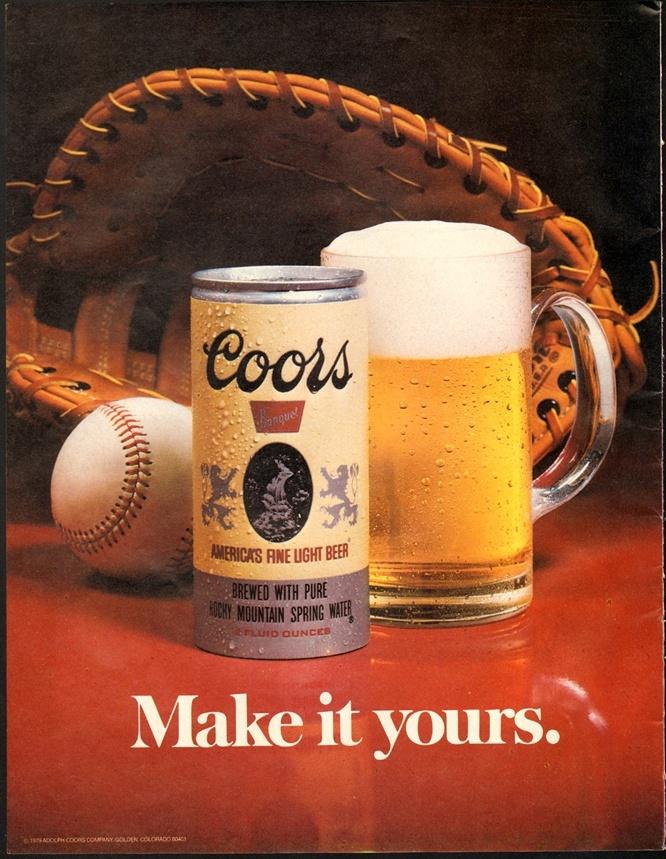 Coors
Banquet
AMERICA'S FINE LIGHT BEER
BREWED WITH PURE
ROCKY MOUNTAIN SPRING WATER®
FLUID OUNCES
Make it yours.
© 1979 ADOLPH COORS COMPANY, GOLDEN, COLORADO 80401